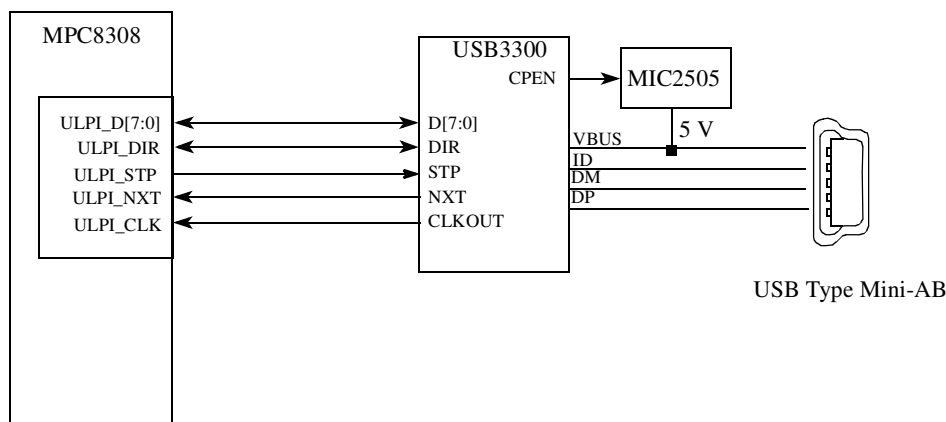 MPC8308
USB3300
CPEN
MIC2505
ULPI_D[7:0]
D[7:0]
5 V
VBUS
ULPI_DIR
DIR
ID
ULPI_STP
STP
DM
ULPI_NXT
NXT
DP
ULPI_CLK
CLKOUT
USB Type Mini-AB